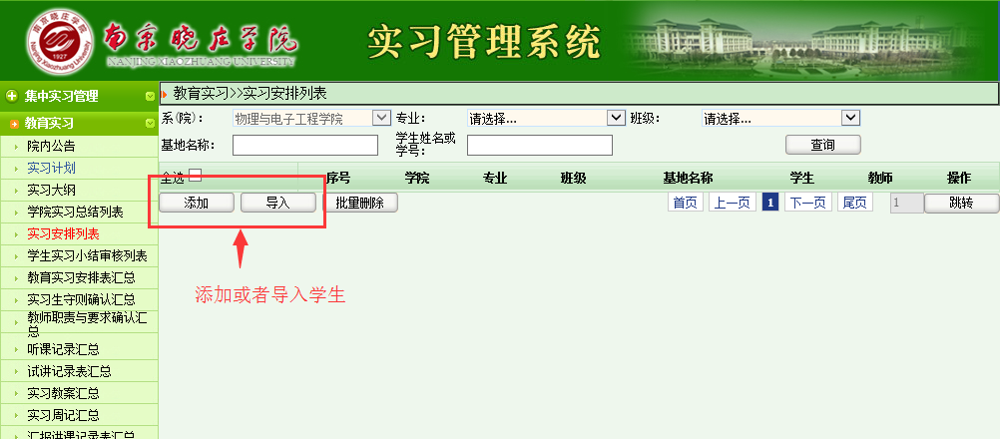 南京晓庄学院
NANJING XIAOZHUANG UNIVERSITY
1927
实习管理系统
集中实习管理
教育实习
院内公告
实习计划
实习大纲
学院实习总结列表
实习安排列表
学生实习小结审核列表
教育实习安排表汇总
实习生守则确认汇总
教师职责与要求确认汇
总
听课记录汇总
试讲记录表汇总
实习教案汇总
实习周记汇总
汇报讲课记录表汇总
教育实习>>实习安排列表
系(院)： 物理与电子工程学院 专业： 请选择... 班级： 请选择...
基地名称： 学生姓名或
学号： 查询
全选 序号 学院 专业 班级 基地名称 学生 教师 操作
添加 导入 批量删除 首页 上一页 1 下一页 尾页 1 跳转
添加或者导入学生